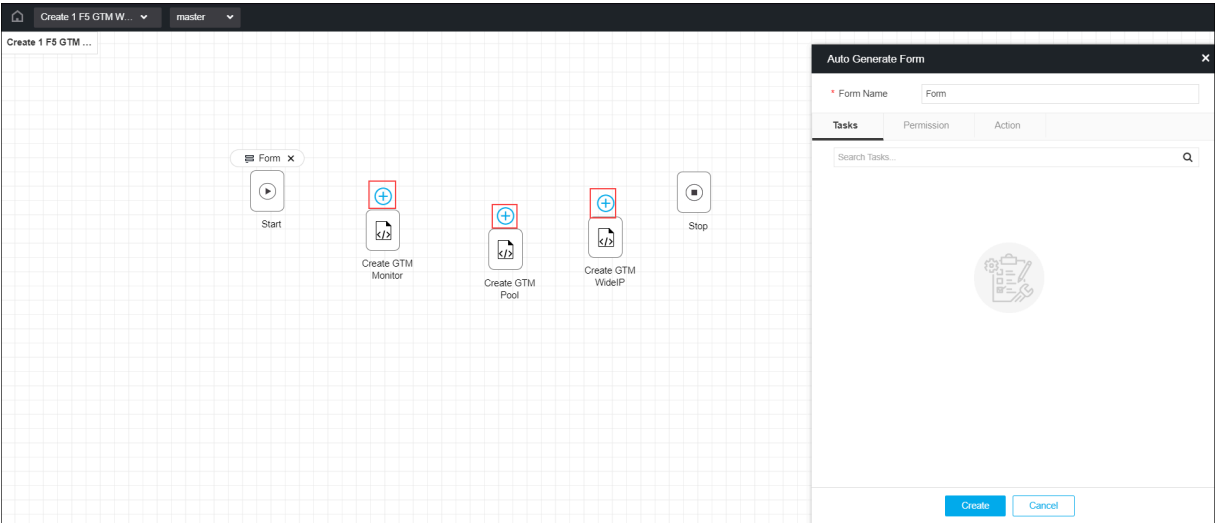 Create 1 F5 GTM W... master
Create 1 F5 GTM ...
Auto Generate Form
* Form Name Form
Tasks Permission Action
Search Tasks...
Form
Start
Create GTM
Monitor
Create GTM
Pool
Create GTM
WideIP
Stop
Create Cancel